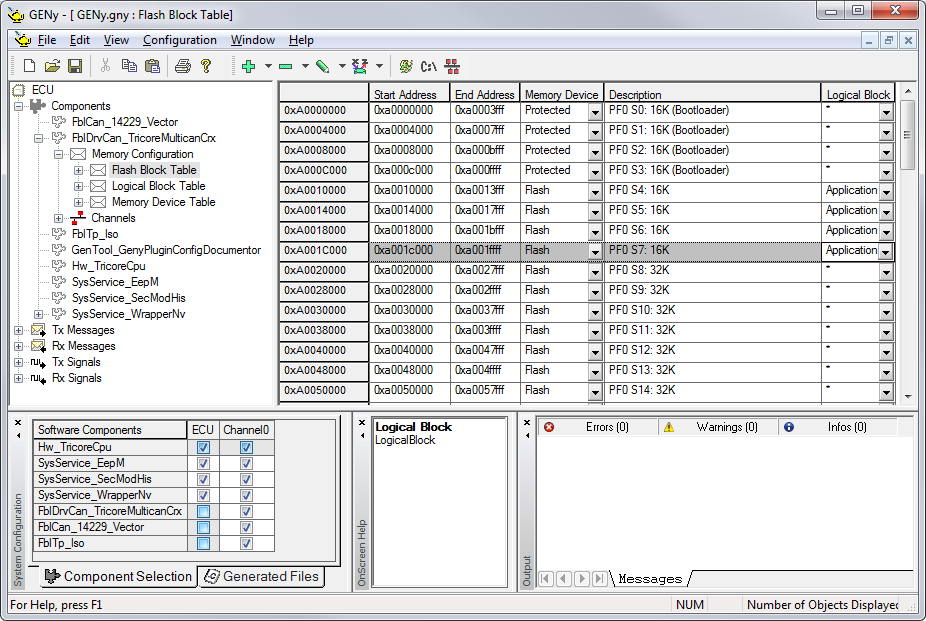 GENy - [ GENy.gny : Flash Block Table]
File Edit View Configuration Window Help
C:\
ECU
Components
FblCan_14229_Vector
FblDrvCan_TricoreMulticanCrx
Memory Configuration
Flash Block Table
Logical Block Table
Memory Device Table
Channels
FblTp_Iso
GenTool_GenyPluginConfigDocumentor
Hw_TricoreCpu
SysService_EepM
SysService_SecModHis
SysService_WrapperNv
Tx Messages
Rx Messages
Tx Signals
Rx Signals
Start Address End Address Memory Device Description Logical Block
0xA0000000 0xa0000000 0xa0003fff Protected PF0 S0: 16K (Bootloader) *
0xA0004000 0xa0004000 0xa0007fff Protected PF0 S1: 16K (Bootloader) *
0xA0008000 0xa0008000 0xa000bfff Protected PF0 S2: 16K (Bootloader) *
0xA000C000 0xa000c000 0xa000ffff Protected PF0 S3: 16K (Bootloader) *
0xA0010000 0xa0010000 0xa0013fff Flash PF0 S4: 16K Application
0xA0014000 0xa0014000 0xa0017fff Flash PF0 S5: 16K Application
0xA0018000 0xa0018000 0xa001bfff Flash PF0 S6: 16K Application
0xA001C000 0xa001c000 0xa001ffff Flash PF0 S7: 16K Application
0xA0020000 0xa0020000 0xa0027fff Flash PF0 S8: 32K *
0xA0028000 0xa0028000 0xa002ffff Flash PF0 S9: 32K *
0xA0030000 0xa0030000 0xa0037fff Flash PF0 S10: 32K *
0xA0038000 0xa0038000 0xa003ffff Flash PF0 S11: 32K *
0xA0040000 0xa0040000 0xa0047fff Flash PF0 S12: 32K *
0xA0048000 0xa0048000 0xa004ffff Flash PF0 S13: 32K *
0xA0050000 0xa0050000 0xa0057fff Flash PF0 S14: 32K *
System Configuration
Software Components ECU Channel0
Hw_TricoreCpu
SysService_EepM
SysService_SecModHis
SysService_WrapperNv
FblDrvCan_TricoreMulticanCrx
FblCan_14229_Vector
FblTp_Iso
Component Selection Generated Files
OnScreen Help
Logical Block
LogicalBlock
Output
Errors (0) Warnings (0) Infos (0)
Messages
For Help, press F1 NUM Number of Objects Displayed